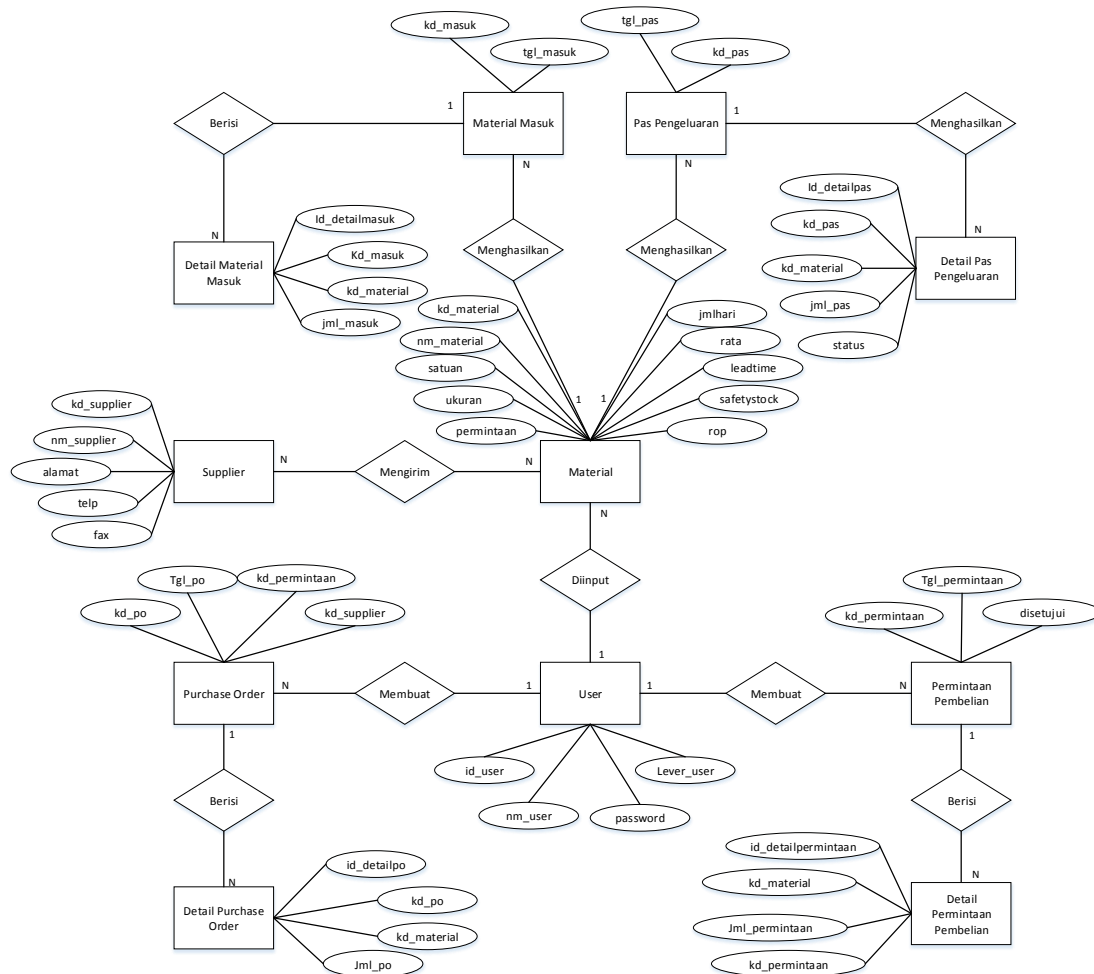 kd_masuk
tgl_pas
tgl_masuk
kd_pas
1
1
Berisi
Material Masuk
Pas Pengeluaran
Menghasilkan
N
N
Id_detailmasuk
Id_detailpas
kd_pas
N
N
Menghasilkan
Menghasilkan
Kd_masuk
Detail Material
Masuk
Detail Pas
Pengeluaran
kd_material
kd_material
jml_pas
kd_material
jmlhari
jml_masuk
nm_material
rata
status
satuan
leadtime
kd_supplier
ukuran
1
1
safetystock
permintaan
rop
nm_supplier
N
N
alamat
Supplier
Mengirim
Material
telp
N
fax
Tgl_po
kd_permintaan
Diinput
Tgl_permintaan
kd_po
kd_supplier
kd_permintaan
disetujui
1
N
1
1
N
Purchase Order
Membuat
User
Membuat
Permintaan
Pembelian
1
1
id_user
Lever_user
Berisi
nm_user
password
Berisi
id_detailpermintaan
id_detailpo
N
N
kd_material
kd_po
Detail Purchase
Order
Detail
Permintaan
Pembelian
Jml_permintaan
kd_material
Jml_po
kd_permintaan